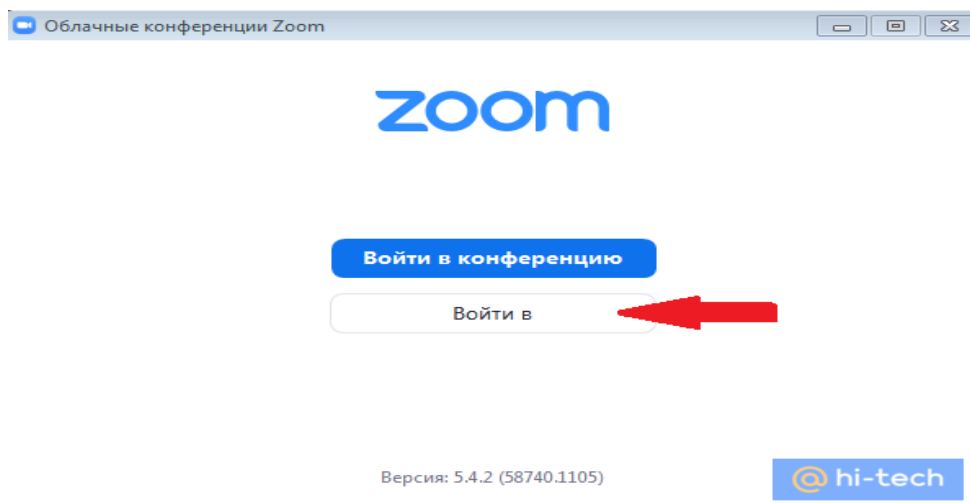 Облачные конференции Zoom
zoom
Войти в конференцию
Войти в
Версия: 5.4.2 (58740.1105)
@ hi-tech